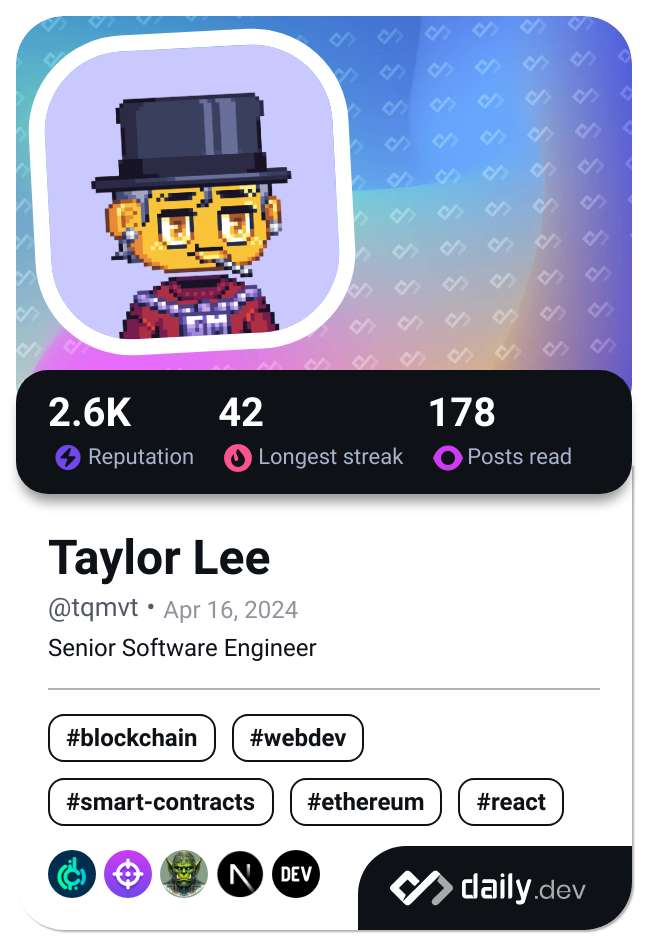 GM
2.6K 42 178
Reputation Longest streak Posts read
Taylor Lee
@tqmvt • Apr 16, 2024
Senior Software Engineer
#blockchain #webdev
#smart-contracts #ethereum #react
N DEV
daily.dev